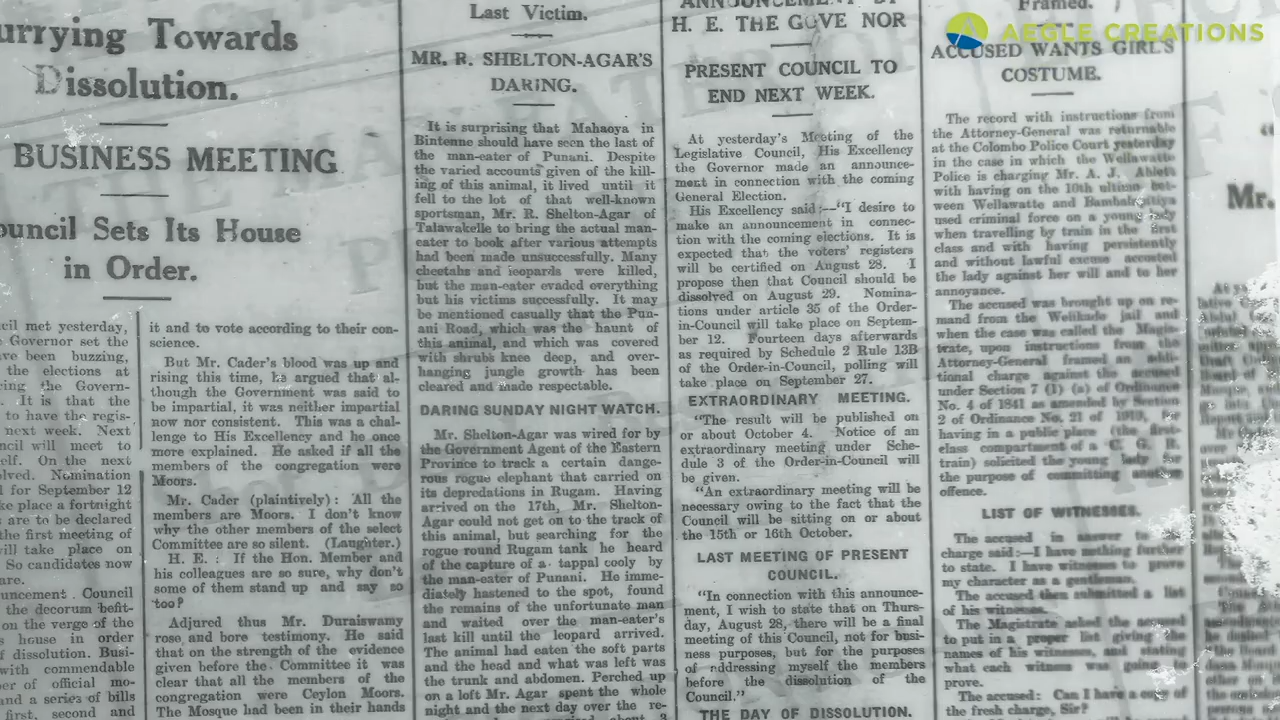 urrying Towards
Dissolution.
BUSINESS MEETING
ouncil Sets Its House
in Order.
cil met yesterday,
Governor set the
ve been buzzing,
the elections at
ring the Govern-
. It is that the
to have the regis-
next week. Next
ncil will meet to
elf. On the next
olved. Nomination
l for September 12
ke place a fortnight
s are to be declared
the first meeting of
will take place on
So candidates now
are.
uncement. Council
the decorum befit-
on the verge of the
s house in order
f dissolution. Busi-
with commendable
ber of official mo-
and a series of bills
first, second and
it and to vote according to their con-
science.
But Mr. Cader's blood was up and
rising this time, he argued that al-
though the Government was said to
be impartial, it was neither impartial
now nor consistent. This was a chal-
lenge to His Excellency and he once
more explained. He asked if all the
members of the congregation were
Moors.
Mr. Cader (plaintively): All the
members are Moors. I don't know
why the other members of the select
Committee are so silent. (Laughter.)
H. E. : If the Hon. Member and
his colleagues are so sure, why don't
some of them stand up and say so
too?
Adjured thus Mr. Duraiswamy
rose and bore testimony. He said
that on the strength of the evidence
given before the Committee it was
clear that all the members of the
congregation were Ceylon Moors.
The Mosque had been in their hands
Last Victim.
MR. R. SHELTON-AGAR'S
DARING.
It is surprising that Mahaoya in
Bintenne should have seen the last of
the man-eater of Punani. Despite
the varied accounts given of the kill-
ing of this animal, it lived until it
fell to the lot of that well-known
sportsman, Mr. R. Shelton-Agar of
Talawakelle to bring the actual man-
eater to book after various attempts
had been made unsuccessfully. Many
cheetahs and leopards were killed,
but the man-eater evaded everything
but his victims successfully. It may
be mentioned casually that the Pun-
ani Road, which was the haunt of
this animal, and which was covered
with shrubs knee deep, and over-
hanging jungle growth has been
cleared and made respectable.
DARING SUNDAY NIGHT WATCH.
Mr. Shelton-Agar was wired for by
the Government Agent of the Eastern
Province to track a certain dange-
rous rogue elephant that carried on
its depredations in Rugam. Having
arrived on the 17th, Mr. Shelton-
Agar could not get on to the track of
this animal, but searching for the
rogue round Rugam tank he heard
of the capture of a tappal cooly by
the man-eater of Punani. He imme-
diately hastened to the spot, found
the remains of the unfortunate man
and waited over the man-eater's
last kill until the leopard arrived.
The animal had eaten the soft parts
and the head and what was left was
the trunk and abdomen. Perched up
on a loft Mr. Agar spent the whole
night and the next day over the re-
about 3
ANNOUNCEMENT BY
H. E. THE GOVE NOR
PRESENT COUNCIL TO
END NEXT WEEK.
At yesterday's Meeting of the
Legislative Council, His Excellency
the Governor made an announce-
ment in connection with the coming
General Election.
His Excellency said:—"I desire to
make an announcement in connec-
tion with the coming elections. It is
expected that the voters' registers
will be certified on August 28. I
propose then that Council should be
dissolved on August 29. Nomina-
tions under article 35 of the Order-
in-Council will take place on Septem-
ber 12. Fourteen days afterwards
as required by Schedule 2 Rule 13B
of the Order-in-Council, polling will
take place on September 27.
EXTRAORDINARY MEETING.
"The result will be published on
or about October 4. Notice of an
extraordinary meeting under Sche-
dule 3 of the Order-in-Council will
be given.
"An extraordinary meeting will be
necessary owing to the fact that the
Council will be sitting on or about
the 15th or 16th October.
LAST MEETING OF PRESENT
COUNCIL.
"In connection with this announce-
ment, I wish to state that on Thurs-
day, August 28, there will be a final
meeting of this Council, not for busi-
ness purposes, but for the purposes
of addressing myself the members
before the dissolution of the
Council."
THE DAY OF DISSOLUTION.
Framed.
AEGLE CREATIONS
ACCUSED WANTS GIRL'S
COSTUME.
The record with instructions from
the Attorney-General was returnable
at the Colombo Police Court yesterday
in the case in which the Wellawatte
Police is charging Mr. A. J.
with having on the 10th ultimo bet-
ween Wellawatte and Bambalapitiya
used criminal force on a young lady
when travelling by train in the first
class and with having persistently
and without lawful excuse accosted
the lady against her will and to her
annoyance.
The accused was brought up on re-
mand from the Welikade jail and
when the case was called the Magis-
trate, upon instructions from the
Attorney-General framed an addi-
tional charge against the accused
under Section 7 (1) (a) of Ordinance
No. 4 of 1841 as amended by Section
2 of Ordinance No. 21 of 1919, for
having in a public place (the first-
class compartment of a C. G. R.
train) solicited the young lady for
the purpose of committing another
offence.
LIST OF WITNESSES.
The accused in answer to the
charge said:—I have nothing further
to state. I have witnesses to prove
my character as a gentleman.
The accused then submitted a list
of his witnesses.
The Magistrate asked the accused
to put in a proper list giving the
names of his witnesses, and stating
what each witness was going to
prove.
The accused: Can I have a copy of
the fresh charge, Sir?
Mr.